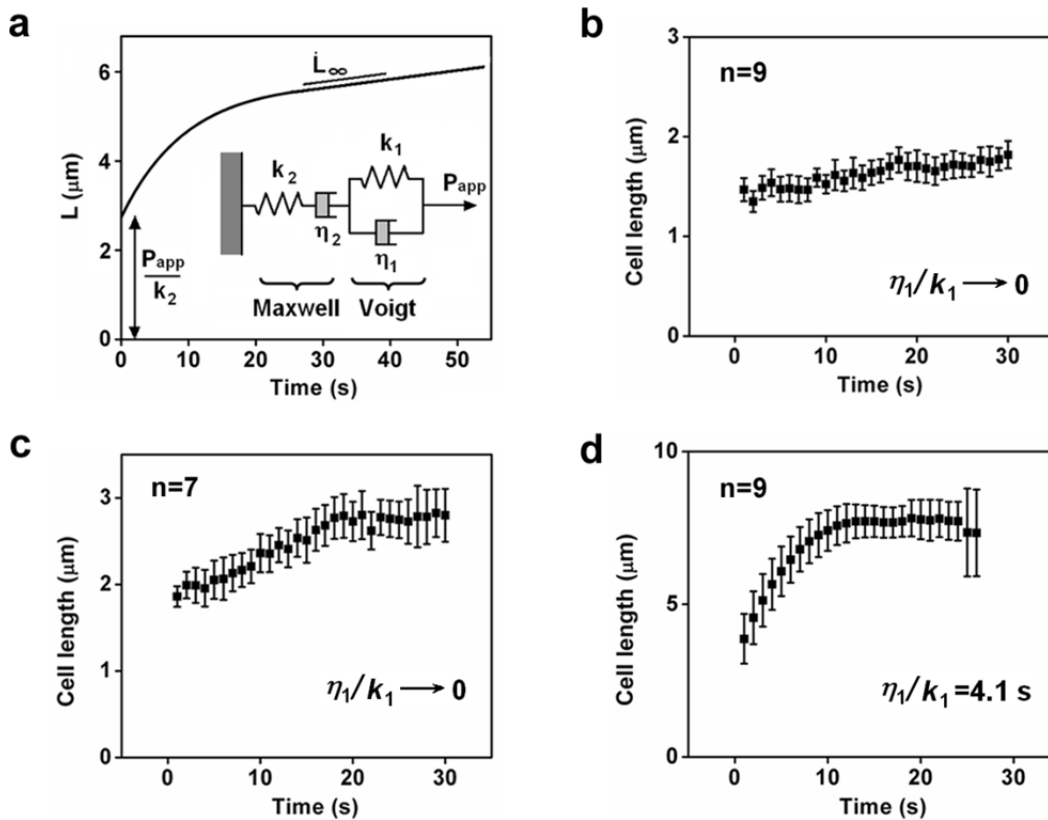 a
L (μm)
6
4
2
0
0 10 20 30 40 50
Time (s)
L̇∞
k1
k2
Papp
η2
η1
Papp
k2
Maxwell Voigt
b
n=9
Cell length (μm)
3
2
1
0
0 10 20 30
Time (s)
η1/k1 → 0
c
n=7
Cell length (μm)
3
2
1
0
0 10 20 30
Time (s)
η1/k1 → 0
d
n=9
Cell length (μm)
10
5
0
0 10 20 30
Time (s)
η1/k1 =4.1 s